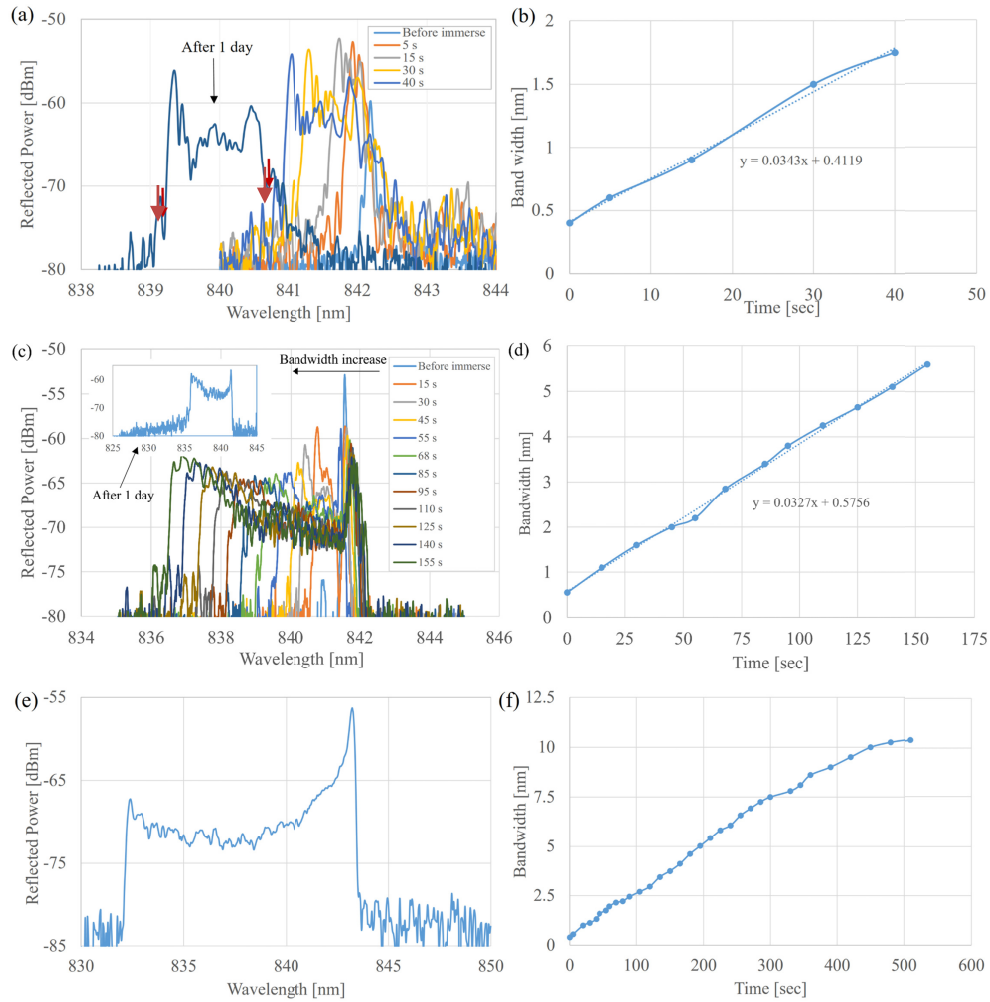 (a)
-50
-60
-70
-80
Reflected Power [dBm]
After 1 day
Before immerse
5 s
15 s
30 s
40 s
838 839 840 841 842 843 844
Wavelength [nm]
(b)
2
1.5
1
0.5
0
Band width [nm]
y = 0.0343x + 0.4119
0 10 20 30 40 50
Time [sec]
(c)
-50
-55
-60
-65
-70
-75
-80
Reflected Power [dBm]
Bandwidth increase
-60
-70
-80
825 830 835 840 845
After 1 day
Before immerse
15 s
30 s
45 s
55 s
68 s
85 s
95 s
110 s
125 s
140 s
155 s
834 836 838 840 842 844 846
Wavelength [nm]
(d)
6
5
4
3
2
1
0
Bandwidth [nm]
y = 0.0327x + 0.5756
0 25 50 75 100 125 150 175
Time [sec]
(e)
-55
-65
-75
-85
Reflected Power [dBm]
830 835 840 845 850
Wavelength [nm]
(f)
12.5
10
7.5
5
2.5
0
Bandwidth [nm]
0 100 200 300 400 500 600
Time [sec]